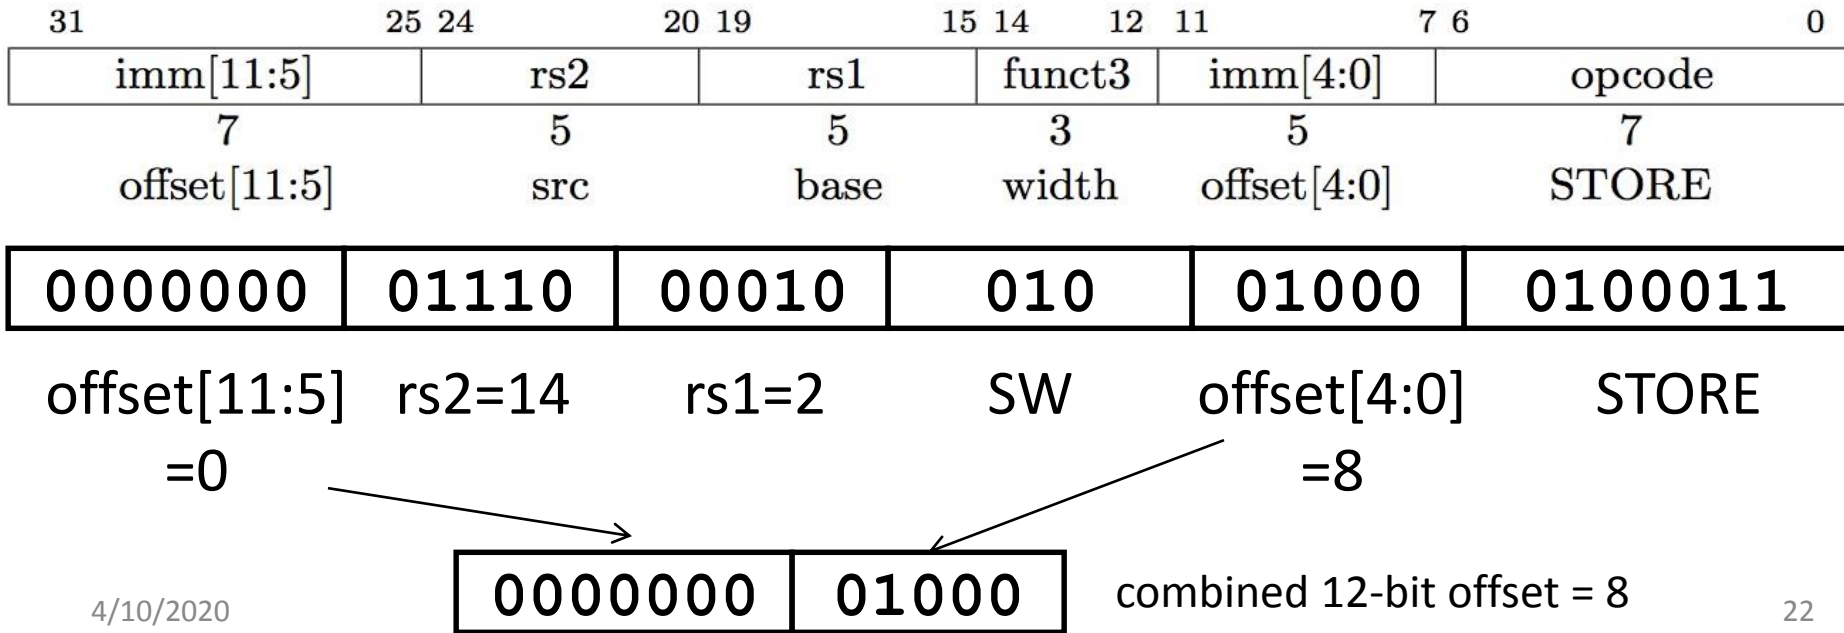 31 25 24 20 19 15 14 12 11 7 6 0
imm[11:5] rs2 rs1 funct3 imm[4:0] opcode
7 5 5 3 5 7
offset[11:5] src base width offset[4:0] STORE
0000000 01110 00010 010 01000 0100011
offset[11:5] rs2=14 rs1=2 SW offset[4:0] STORE
=0 =8
0000000 01000 combined 12-bit offset = 8
4/10/2020 22